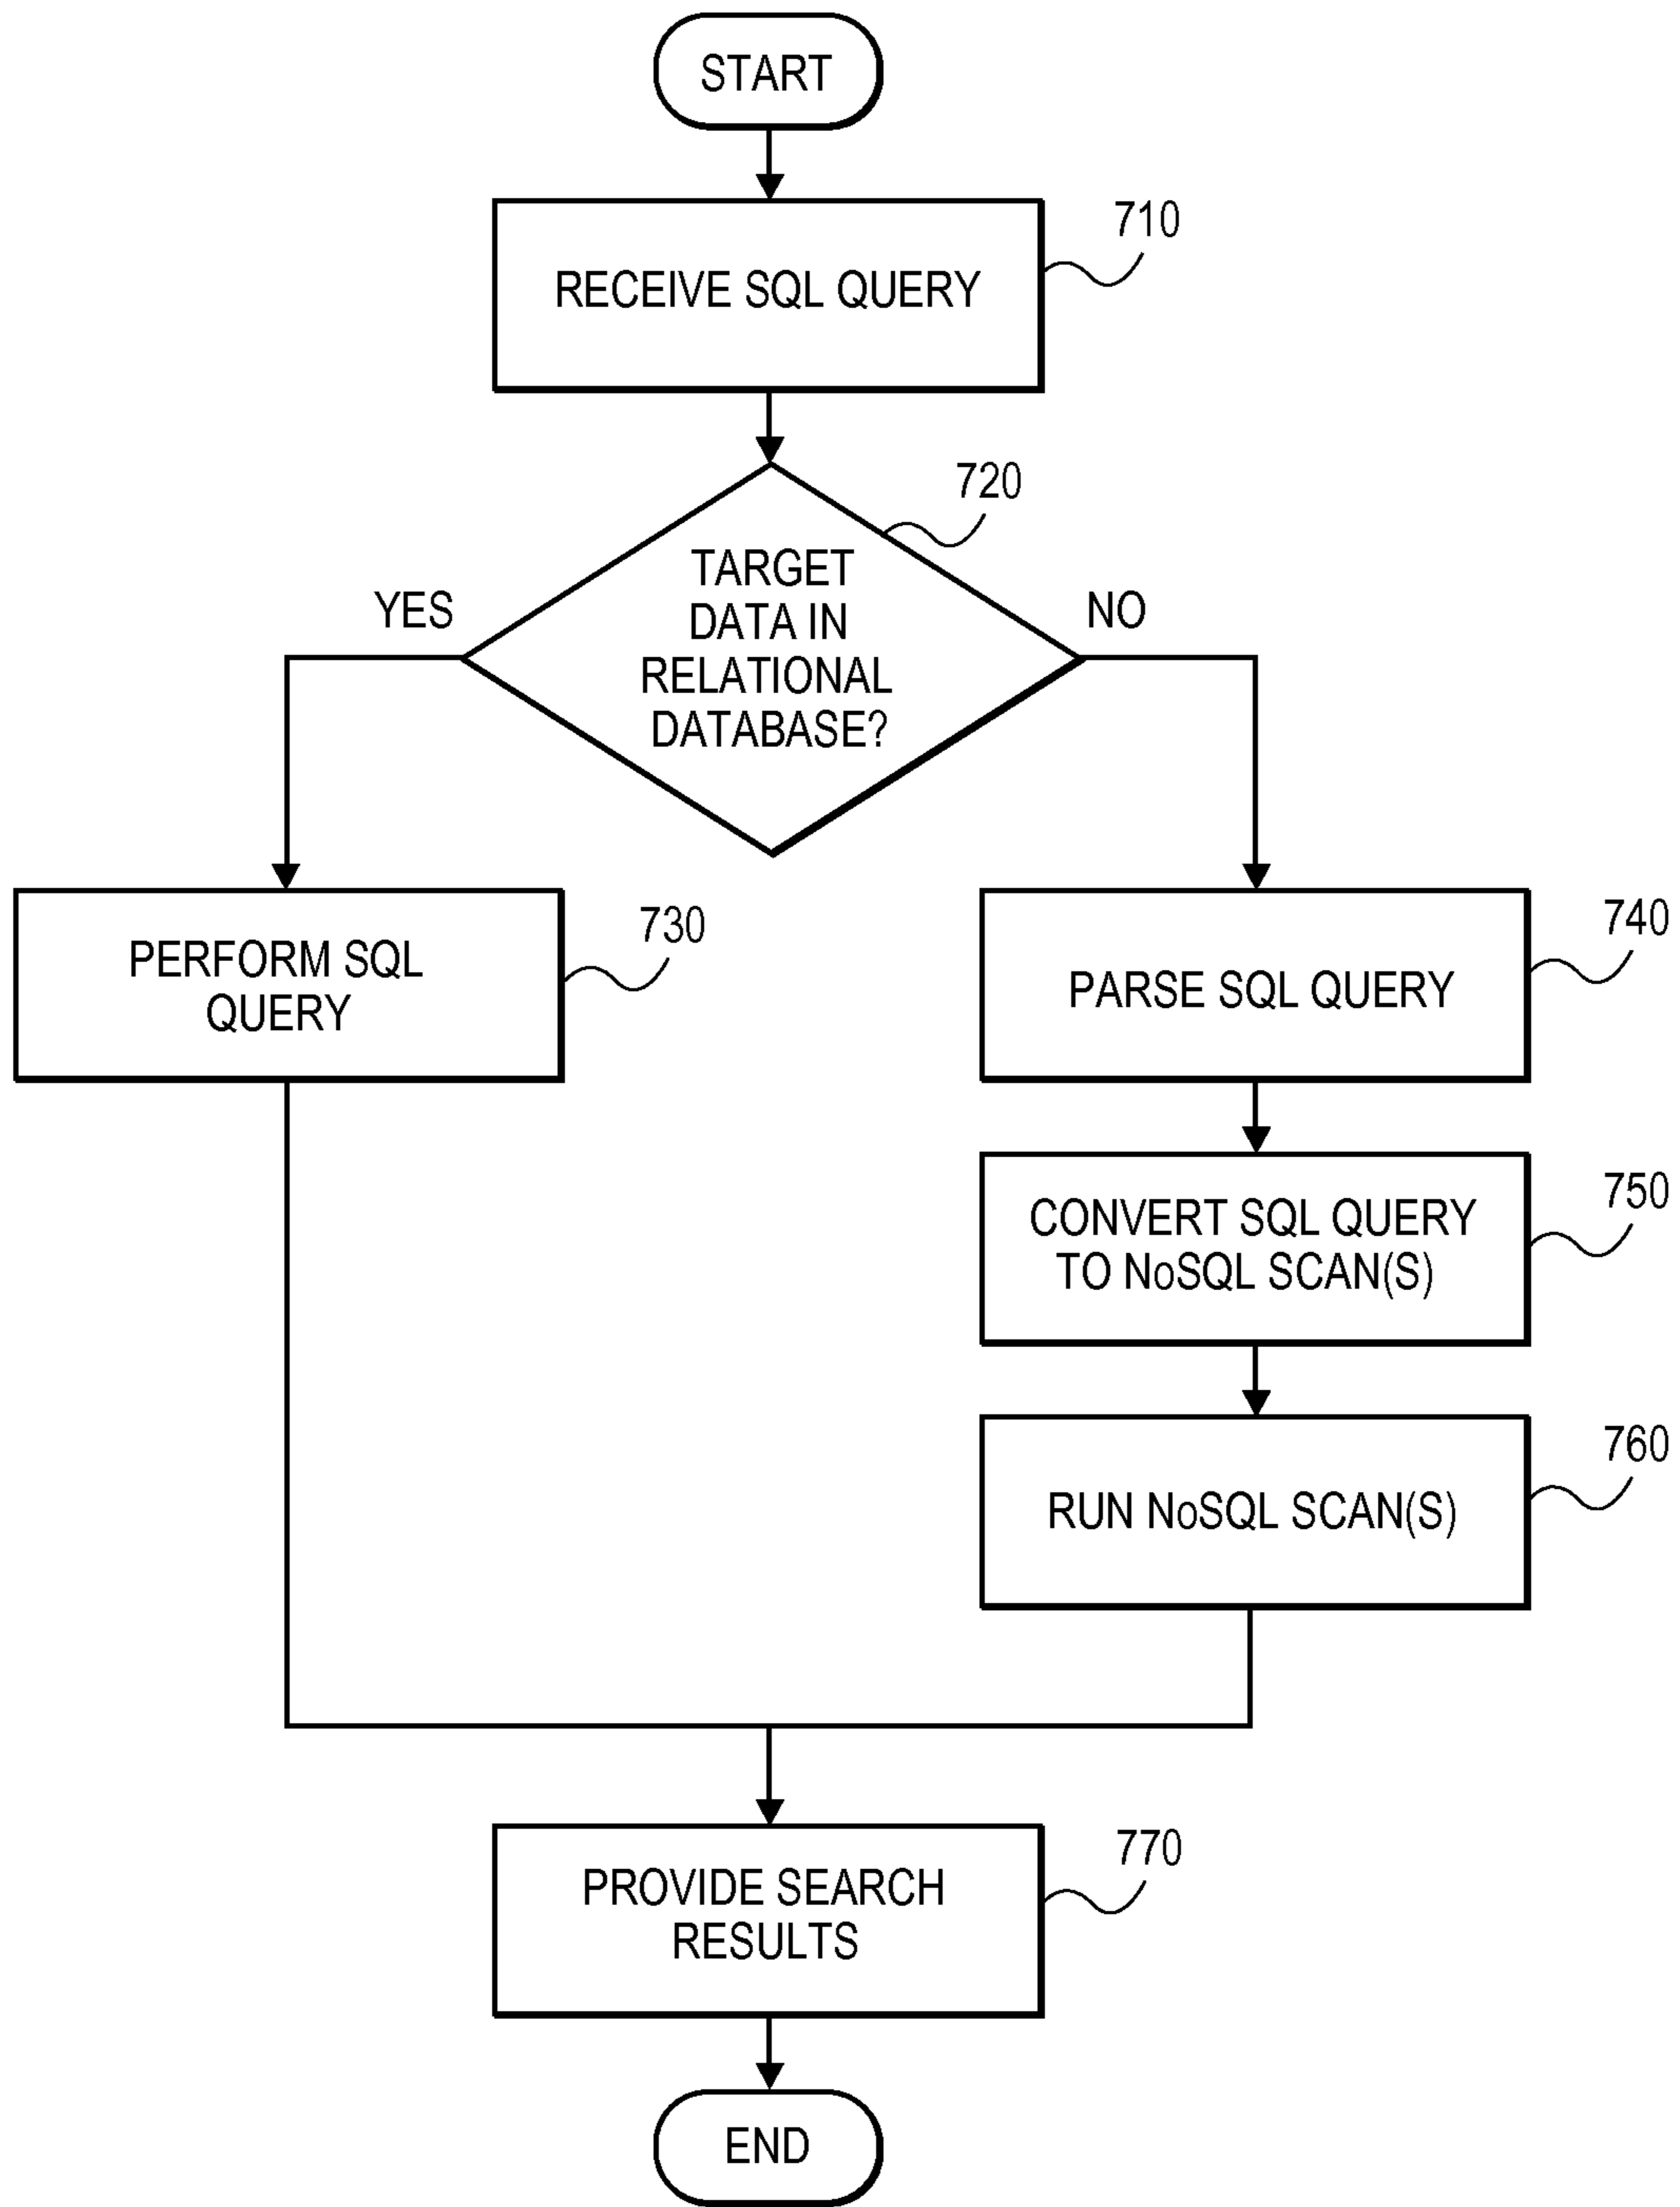 START
710
RECEIVE SQL QUERY
720
TARGET
DATA IN
RELATIONAL
DATABASE?
YES
NO
730
PERFORM SQL
QUERY
740
PARSE SQL QUERY
750
CONVERT SQL QUERY
TO NoSQL SCAN(S)
760
RUN NoSQL SCAN(S)
770
PROVIDE SEARCH
RESULTS
END